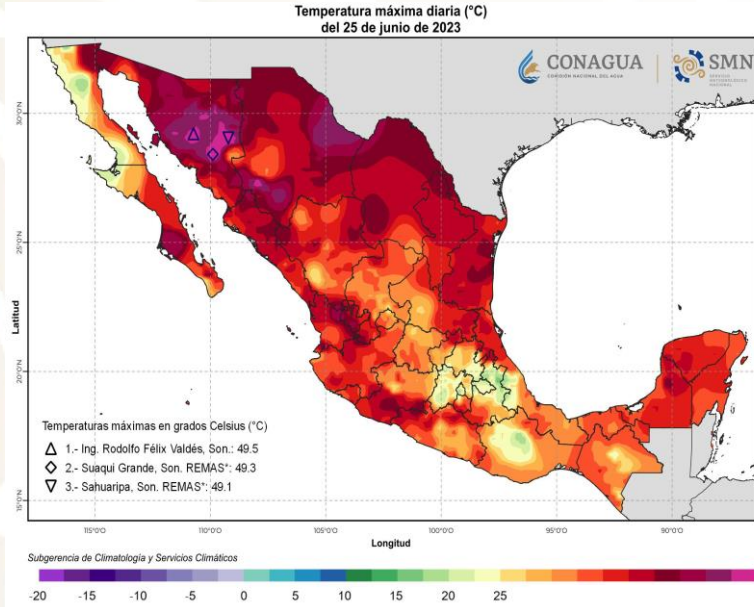 Temperatura máxima diaria (°C)
del 25 de junio de 2023
CONAGUA
COMISIÓN NACIONAL DEL AGUA
SMN
SERVICIO
METEOROLÓGICO
NACIONAL
30°0'0
25°0'N
20°0'N
15°0'N
Latitud
Temperaturas máximas en grados Celsius (°C)
1.- Ing. Rodolfo Félix Valdés, Son.: 49.5
2.- Suaqui Grande, Son. REMAS*: 49.3
3.- Sahuaripa, Son. REMAS*: 49.1
115°0'O 110°0'O 105°0'O 100°0'O 95°0'O 90°0'O
Longitud
Subgerencia de Climatología y Servicios Climáticos
-20 -15 -10 -5 0 5 10 15 20 25